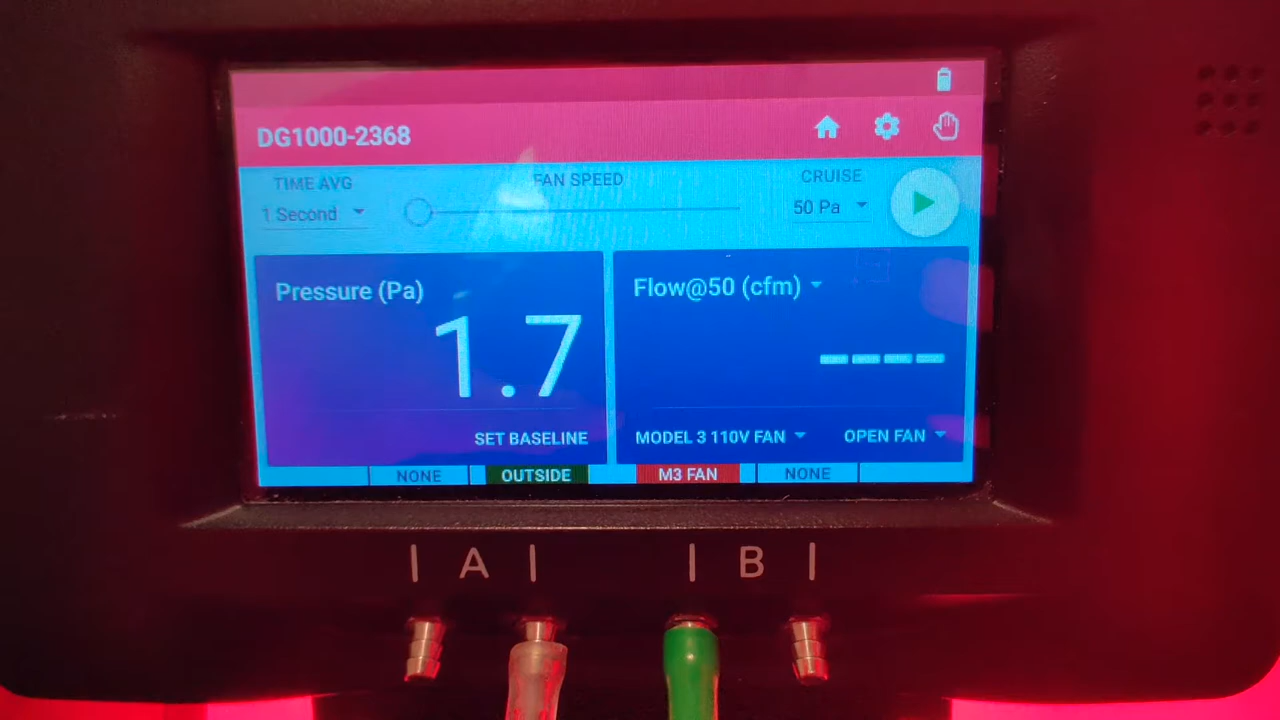 DG1000-2368
TIME AVG
FAN SPEED
CRUISE
1 Second
50 Pa
Pressure (Pa)
1.7
SET BASELINE
Flow@50 (cfm)
----
MODEL 3 110V FAN
OPEN FAN
NONE
OUTSIDE
M3 FAN
NONE
A
B